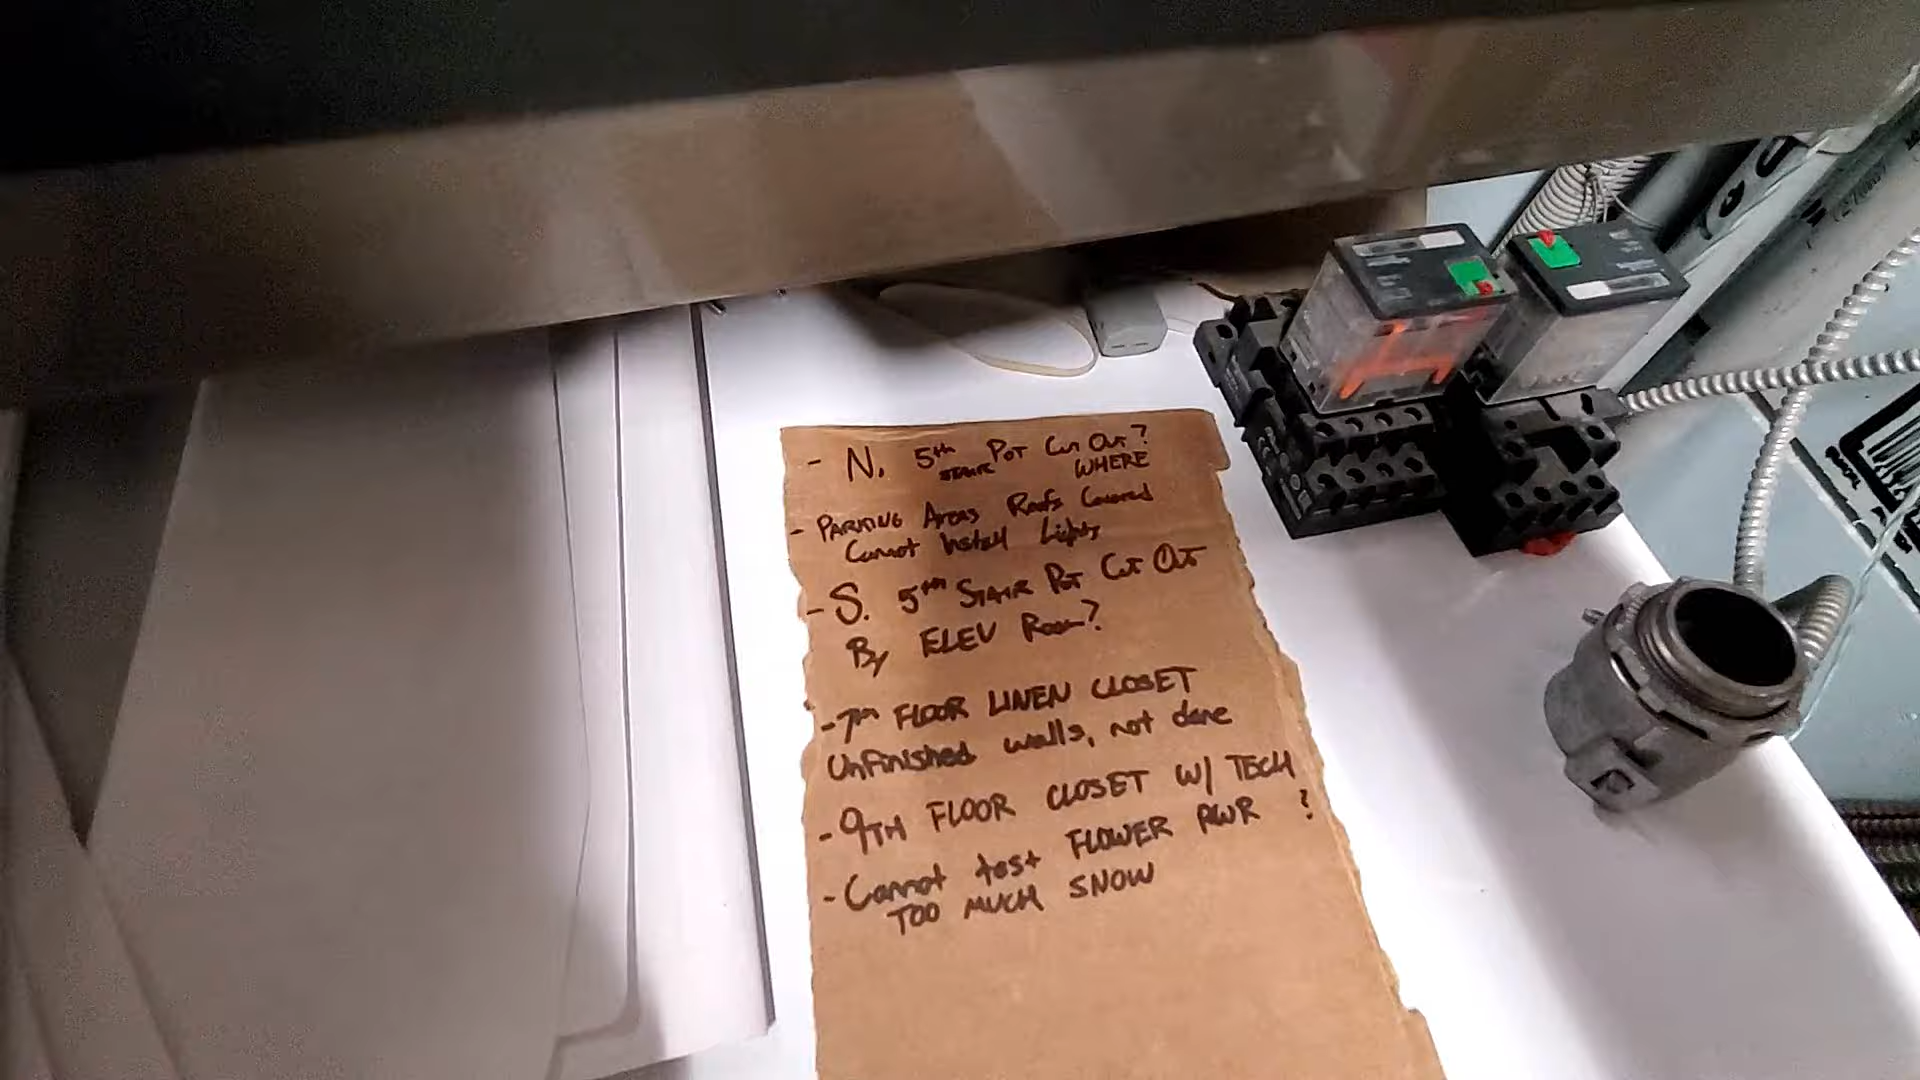 - N. 5th STAIR POT CUT OUT?
WHERE
- PARKING Areas Roofs Covered
Cannot Install Lights
- S. 5th STAIR POT CUT OUT
By ELEV Room?
- 7th FLOOR LINEN CLOSET
Unfinished walls, not done
- 9TH FLOOR CLOSET W/ TECH
?
- Cannot test FLOWER PWR
TOO MUCH SNOW